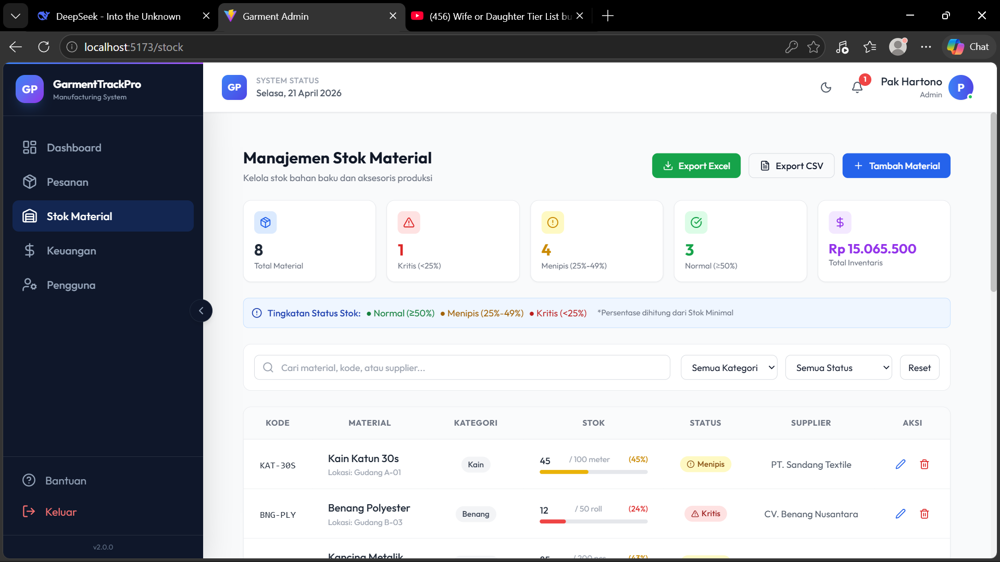 DeepSeek - Into the Unknown
Garment Admin
(456) Wife or Daughter Tier List bu
localhost:5173/stock
Chat
GP
GarmentTrackPro
Manufacturing System
Dashboard
Pesanan
Stok Material
Keuangan
Pengguna
Bantuan
Keluar
v2.0.0
GP
SYSTEM STATUS
Selasa, 21 April 2026
1
Pak Hartono
Admin
P
Manajemen Stok Material
Kelola stok bahan baku dan aksesoris produksi
Export Excel
Export CSV
+ Tambah Material
8
Total Material
1
Kritis (<25%)
4
Menipis (25%-49%)
3
Normal (≥50%)
Rp 15.065.500
Total Inventaris
Tingkatan Status Stok: ● Normal (≥50%) ● Menipis (25%-49%) ● Kritis (<25%) *Persentase dihitung dari Stok Minimal
Cari material, kode, atau supplier...
Semua Kategori
Semua Status
Reset
KODE MATERIAL KATEGORI STOK STATUS SUPPLIER AKSI
KAT-30S
Kain Katun 30s
Lokasi: Gudang A-01
Kain
45 / 100 meter (45%)
Menipis
PT. Sandang Textile
BNG-PLY
Benang Polyester
Lokasi: Gudang B-03
Benang
12 / 50 roll (24%)
Kritis
CV. Benang Nusantara
Kancing Metalik
85 / 200 pcs (43%)